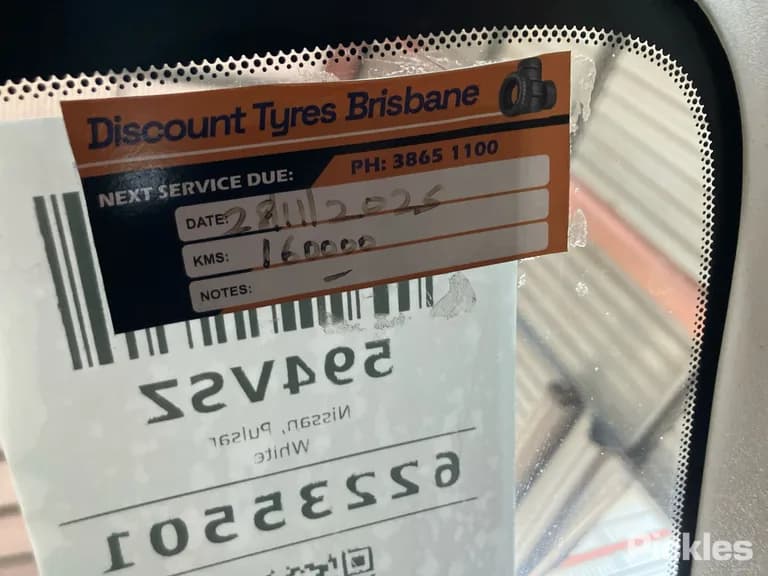 Discount Tyres Brisbane
PH: 3865 1100
NEXT SERVICE DUE:
DATE: 28/11/2025
KMS: 160000
NOTES: –
594VSZ
Nissan, Pulsar
White
62235501
Pickles